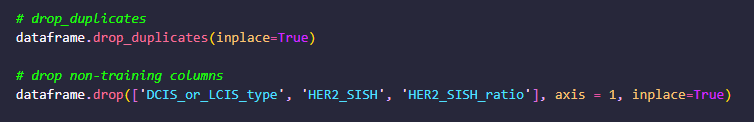 # drop_duplicates
dataframe.drop_duplicates(inplace=True)
# drop non-training columns
dataframe.drop(['DCIS_or_LCIS_type', 'HER2_SISH', 'HER2_SISH_ratio'], axis = 1, inplace=True)